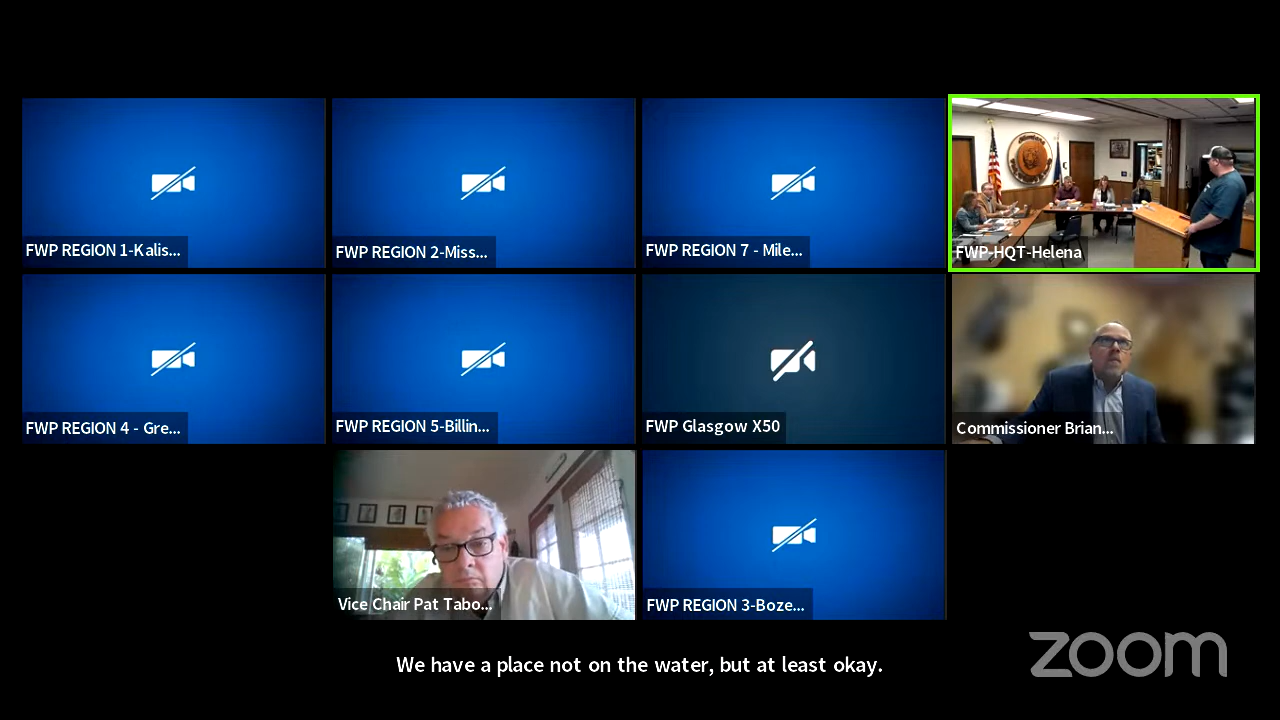 FWP REGION 1-Kalis...
FWP REGION 2-Miss...
FWP REGION 7 - Mile...
FWP-HQT-Helena
FWP REGION 4 - Gre...
FWP REGION 5-Billin...
FWP Glasgow X50
Commissioner Brian...
Vice Chair Pat Tabo...
FWP REGION 3-Boze...
We have a place not on the water, but at least okay.
zoom